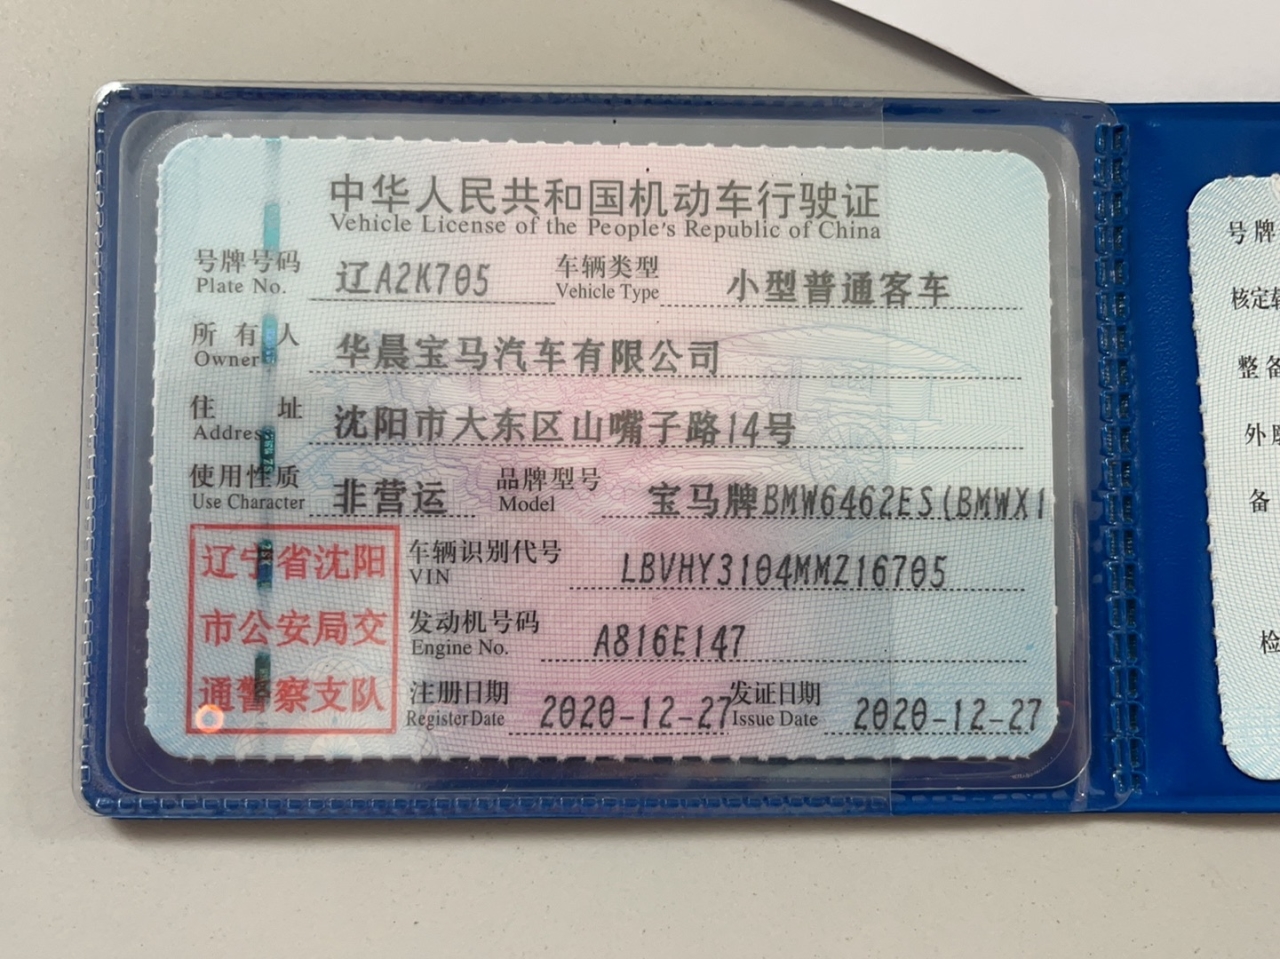 中华人民共和国机动车行驶证
Vehicle License of the People's Republic of China
号牌号码 辽A2K705 车辆类型 小型普通客车
Plate No. Vehicle Type
所有人 华晨宝马汽车有限公司
Owner
住址 沈阳市大东区山嘴子路14号
Address
使用性质 非营运 品牌型号 宝马牌BMW6462ES(BMWX1
Use Character Model
辽宁省沈阳
市公安局交
通警察支队
车辆识别代号 LBVHY3104MMZ16705
VIN
发动机号码 A816E147
Engine No.
注册日期 2020-12-27 发证日期 2020-12-27
Register Date Issue Date
号牌
核定
整备
外
备
检